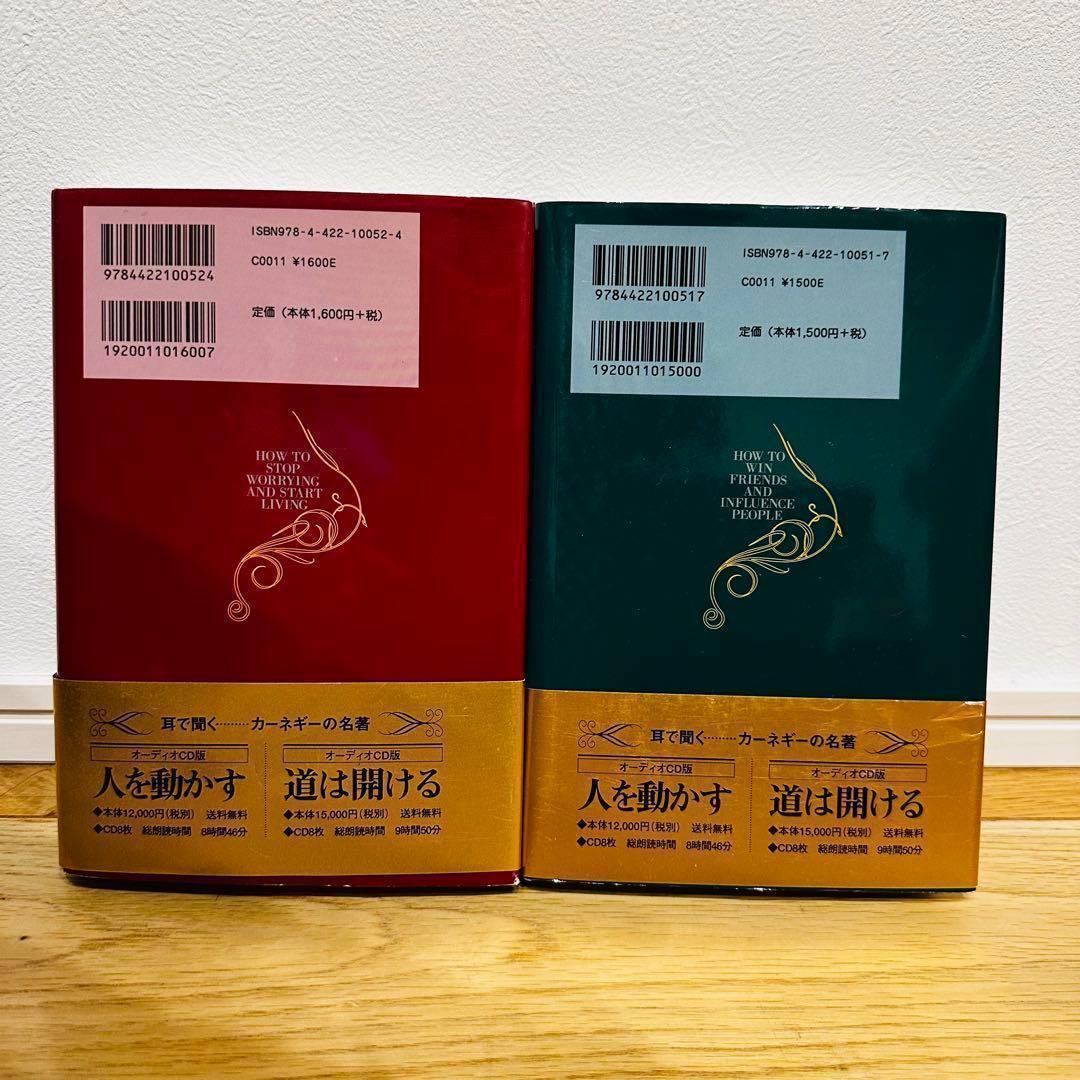 ISBN978-4-422-10052-4
9784422100524
C0011 ¥1600E
定価（本体1,600円＋税）
1920011016007
HOW TO
STOP
WORRYING
AND START
LIVING
耳で聞く………カーネギーの名著
オーディオCD版
人を動かす
◆本体12,000円（税別）　送料無料
◆CD8枚　総朗読時間　8時間46分
オーディオCD版
道は開ける
◆本体15,000円（税別）　送料無料
◆CD8枚　総朗読時間　9時間50分
ISBN978-4-422-10051-7
9784422100517
C0011 ¥1500E
定価（本体1,500円＋税）
1920011015000
HOW TO
WIN
FRIENDS
AND
INFLUENCE
PEOPLE
耳で聞く………カーネギーの名著
オーディオCD版
人を動かす
◆本体12,000円（税別）　送料無料
◆CD8枚　総朗読時間　8時間46分
オーディオCD版
道は開ける
◆本体15,000円（税別）　送料無料
◆CD8枚　総朗読時間　9時間50分